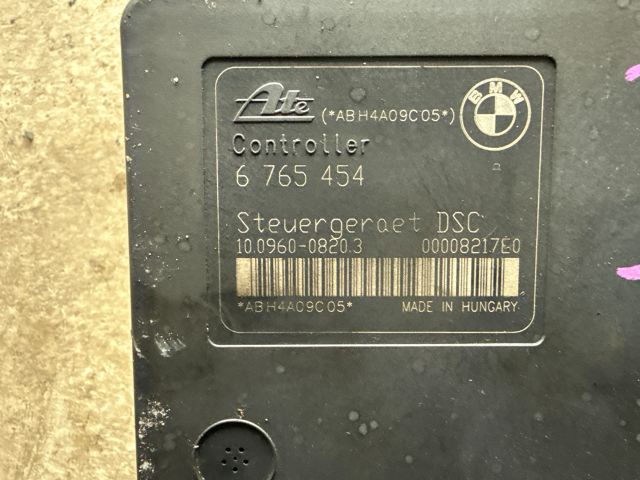 Ate (*ABH4A09C05*) BMW
Controller
6 765 454
Steuergeraet DSC
10.0960-0820.3 00008217E0
*ABH4A09C05* MADE IN HUNGARY